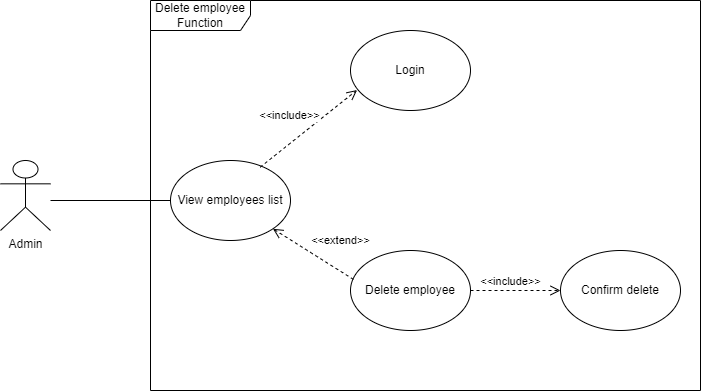 Delete employee
Function
Login
<<include>>
View employees list
Admin
<<extend>>
Delete employee
<<include>>
Confirm delete